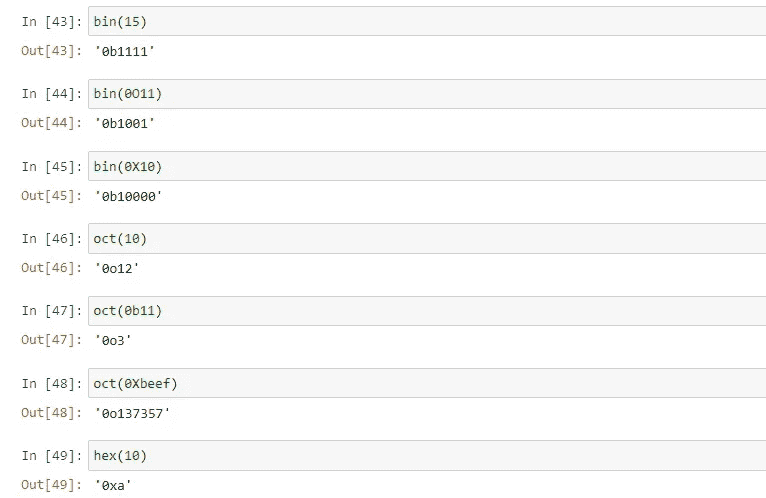 In [43]: bin(15)
Out[43]: '0b1111'
In [44]: bin(0O11)
Out[44]: '0b1001'
In [45]: bin(0X10)
Out[45]: '0b10000'
In [46]: oct(10)
Out[46]: '0o12'
In [47]: oct(0b11)
Out[47]: '0o3'
In [48]: oct(0Xbeef)
Out[48]: '0o137357'
In [49]: hex(10)
Out[49]: '0xa'